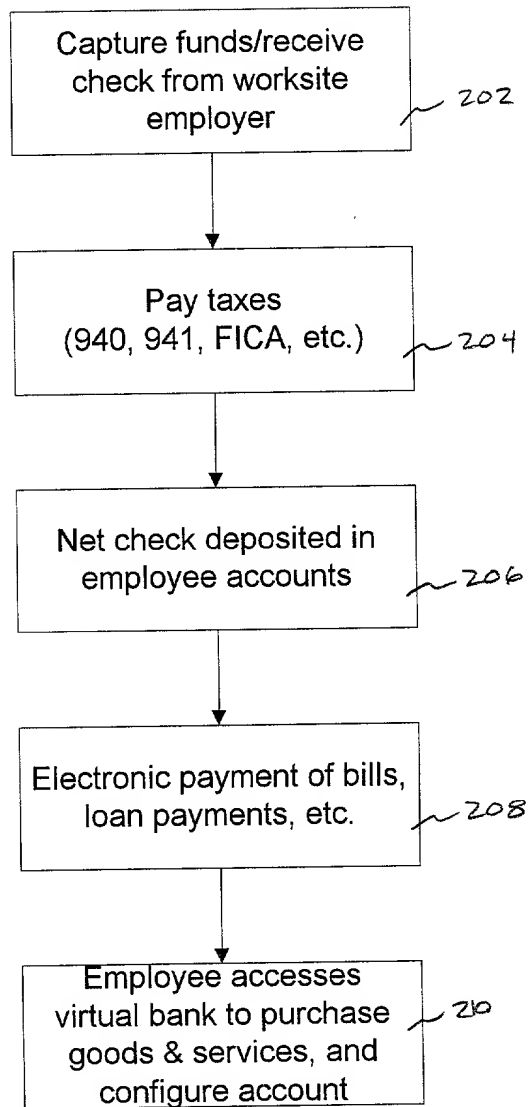 Capture funds/receive
check from worksite
employer
202
Pay taxes
(940, 941, FICA, etc.)
204
Net check deposited in
employee accounts
206
Electronic payment of bills,
loan payments, etc.
208
Employee accesses
virtual bank to purchase
goods & services, and
configure account
210